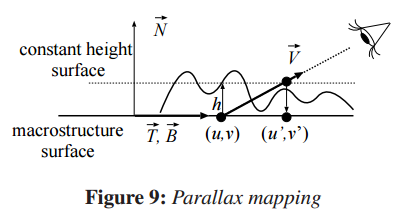 N
constant height
surface
V
h
macrostructure
surface
T, B
(u,v)
(u',v')
Figure 9: Parallax mapping